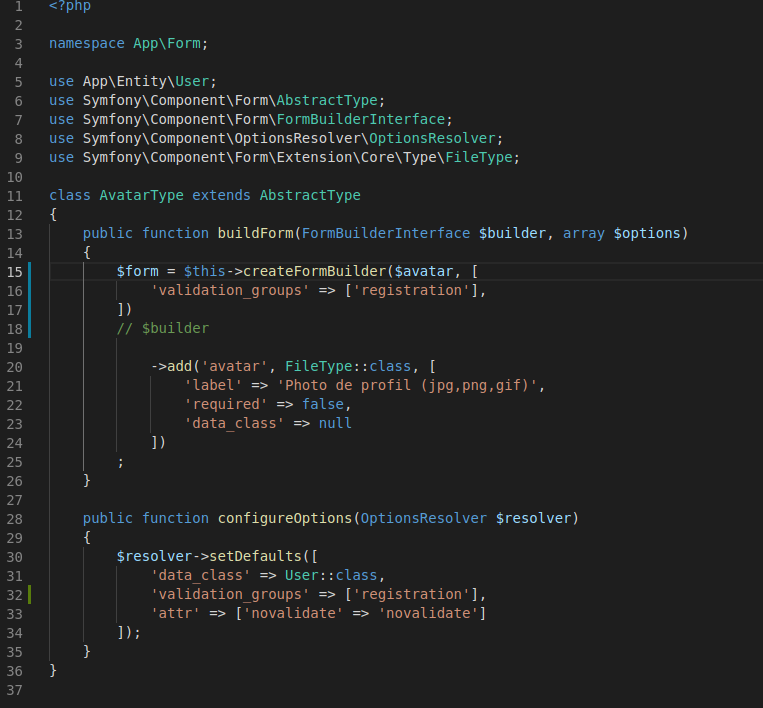 1 <?php
2
3 namespace App\Form;
4
5 use App\Entity\User;
6 use Symfony\Component\Form\AbstractType;
7 use Symfony\Component\Form\FormBuilderInterface;
8 use Symfony\Component\OptionsResolver\OptionsResolver;
9 use Symfony\Component\Form\Extension\Core\Type\FileType;
10
11 class AvatarType extends AbstractType
12 {
13     public function buildForm(FormBuilderInterface $builder, array $options)
14     {
15         $form = $this->createFormBuilder($avatar, [
16             'validation_groups' => ['registration'],
17         ])
18         // $builder
19
20             ->add('avatar', FileType::class, [
21                 'label' => 'Photo de profil (jpg,png,gif)',
22                 'required' => false,
23                 'data_class' => null
24             ])
25         ;
26     }
27
28     public function configureOptions(OptionsResolver $resolver)
29     {
30         $resolver->setDefaults([
31             'data_class' => User::class,
32             'validation_groups' => ['registration'],
33             'attr' => ['novalidate' => 'novalidate']
34         ]);
35     }
36 }
37